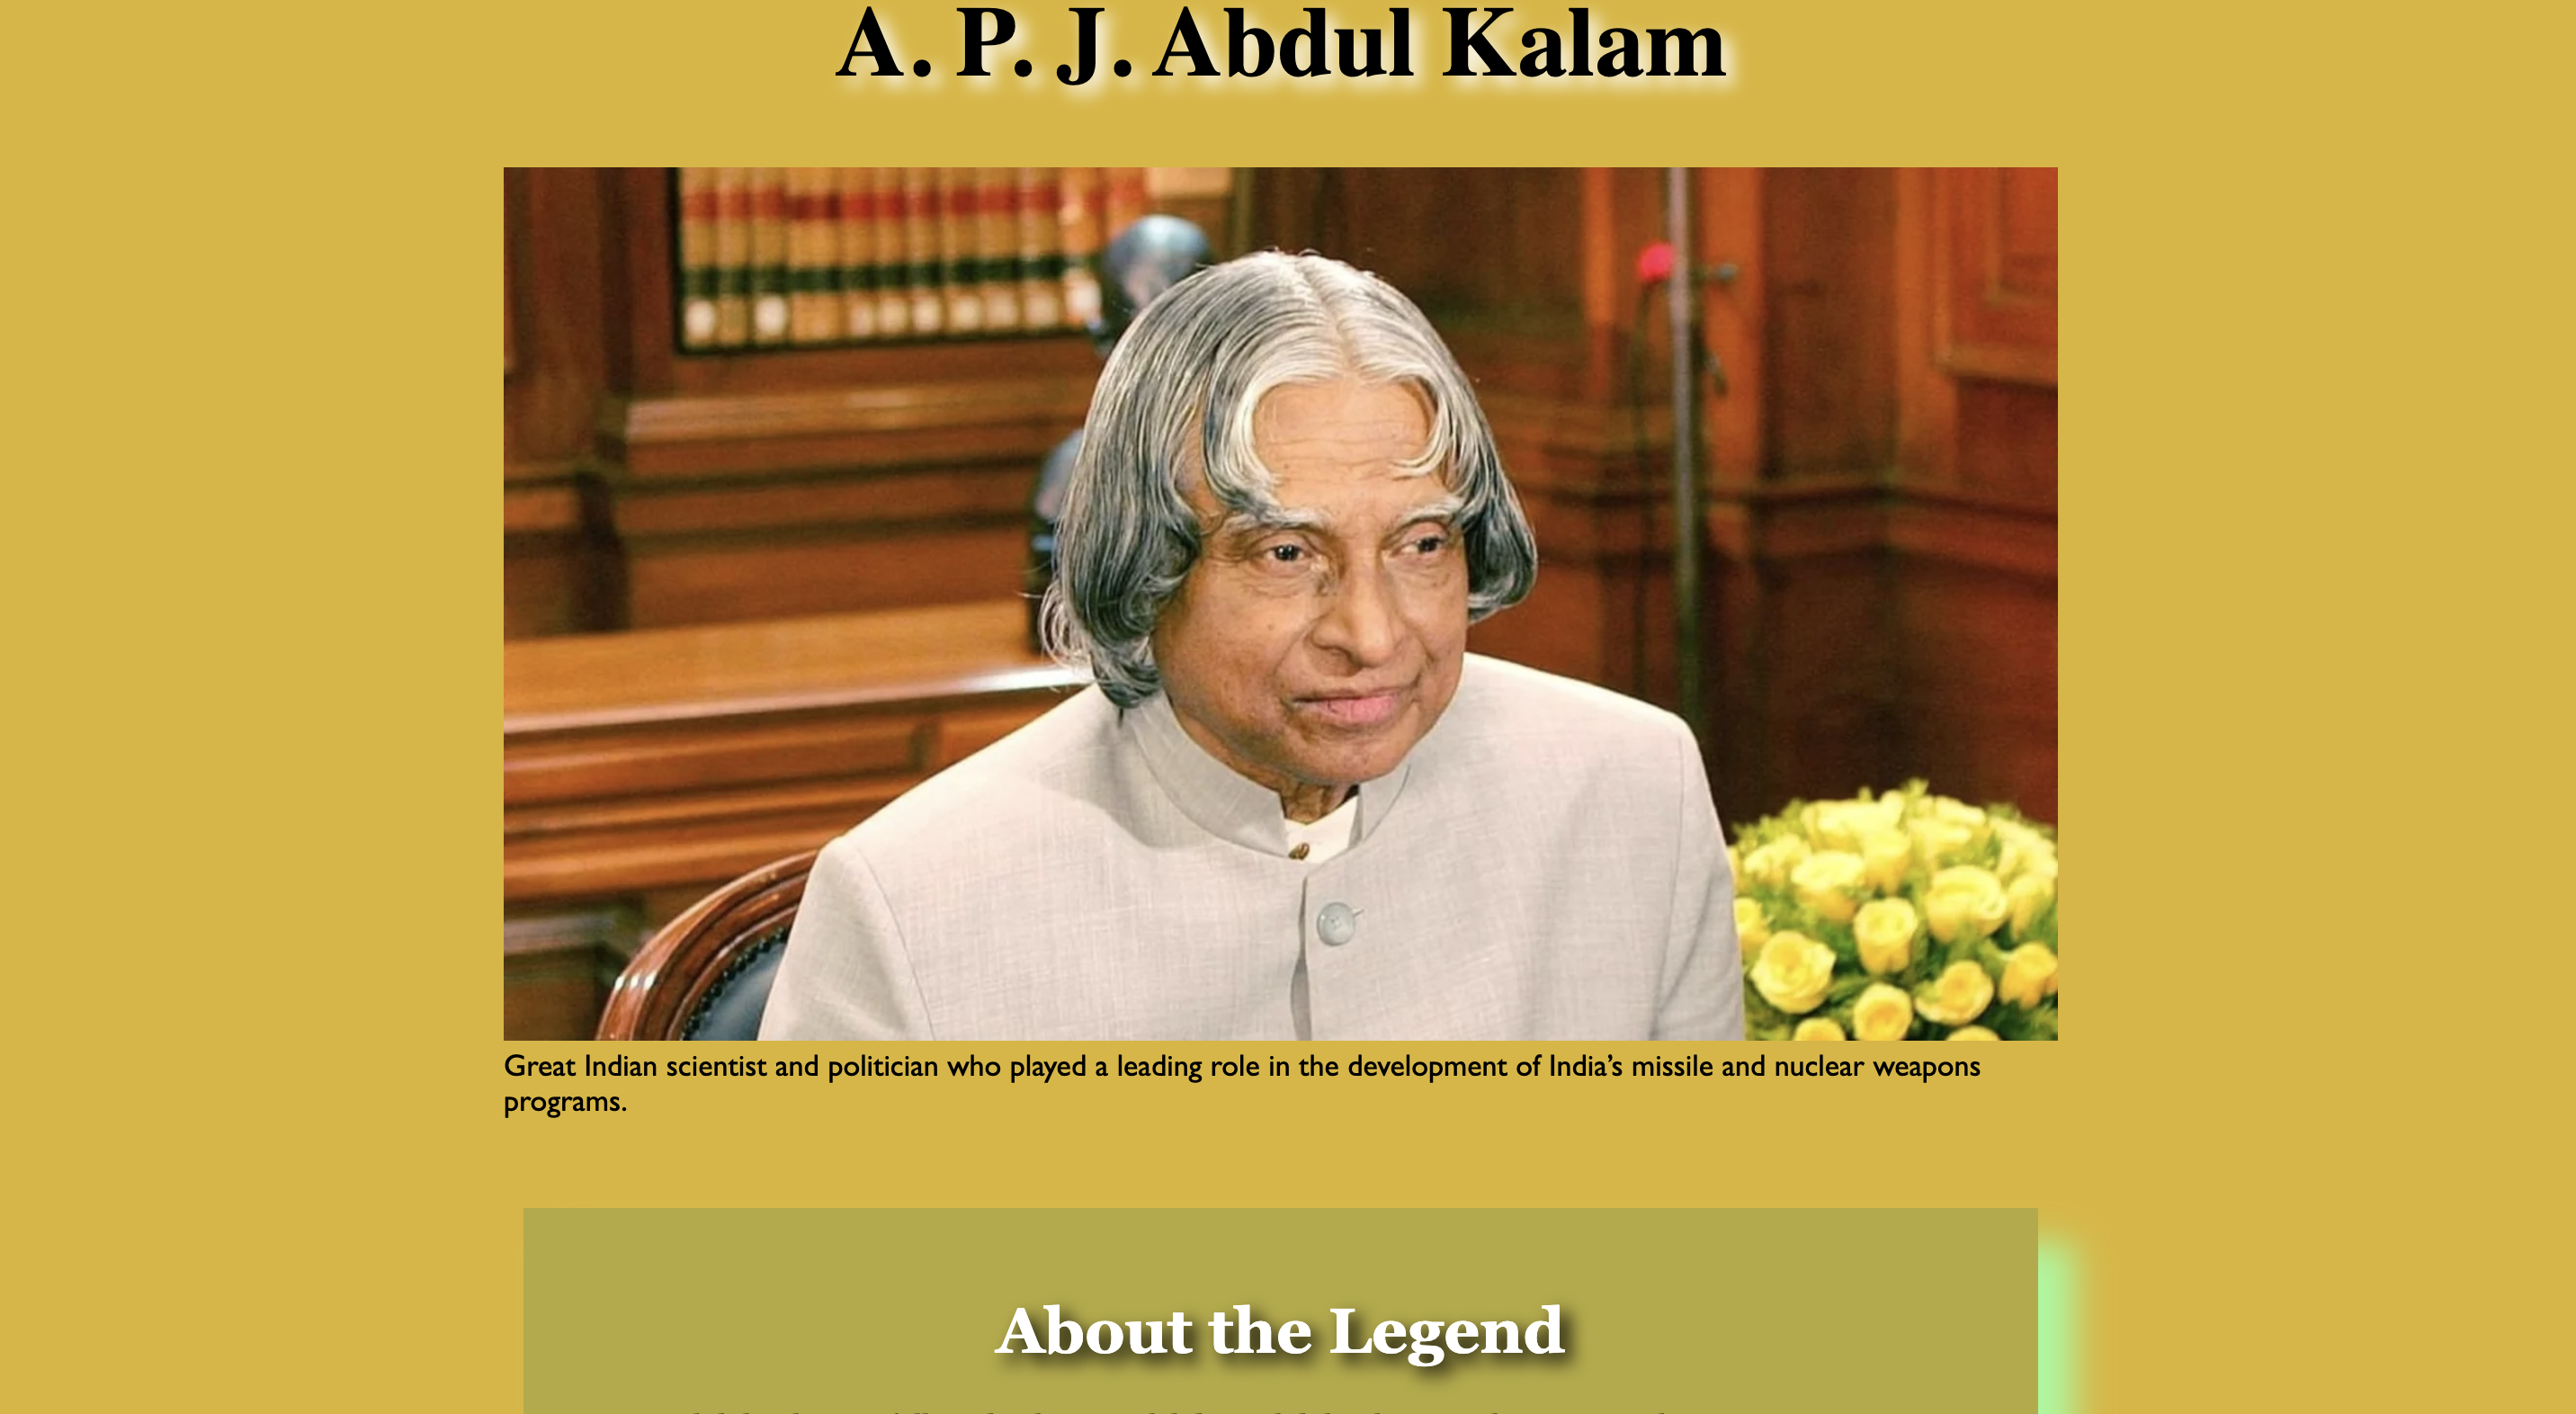 A. P. J. Abdul Kalam
Great Indian scientist and politician who played a leading role in the development of India’s missile and nuclear weapons
programs.
About the Legend